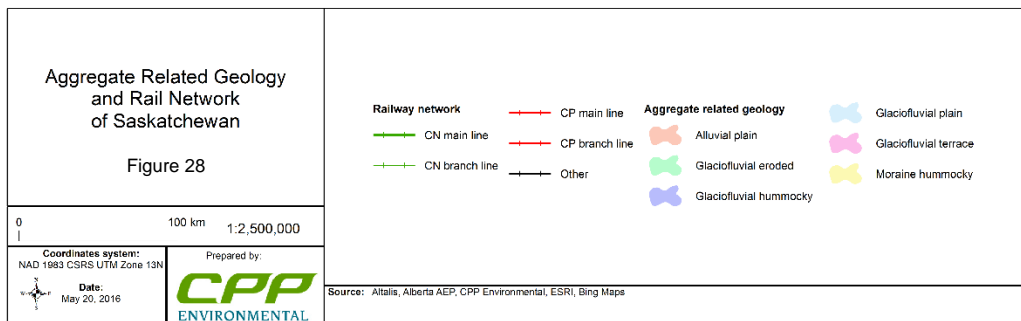 Aggregate Related Geology
and Rail Network
of Saskatchewan
Figure 28
0 100 km 1:2,500,000
Coordinates system:
NAD 1983 CSRS UTM Zone 13N
N
W E
S
Date:
May 20, 2016
Prepared by:
CPP
ENVIRONMENTAL
Railway network
CN main line
CN branch line
CP main line
CP branch line
Other
Aggregate related geology
Alluvial plain
Glaciofluvial eroded
Glaciofluvial hummocky
Glaciofluvial plain
Glaciofluvial terrace
Moraine hummocky
Source: Altalis, Alberta AEP, CPP Environmental, ESRI, Bing Maps